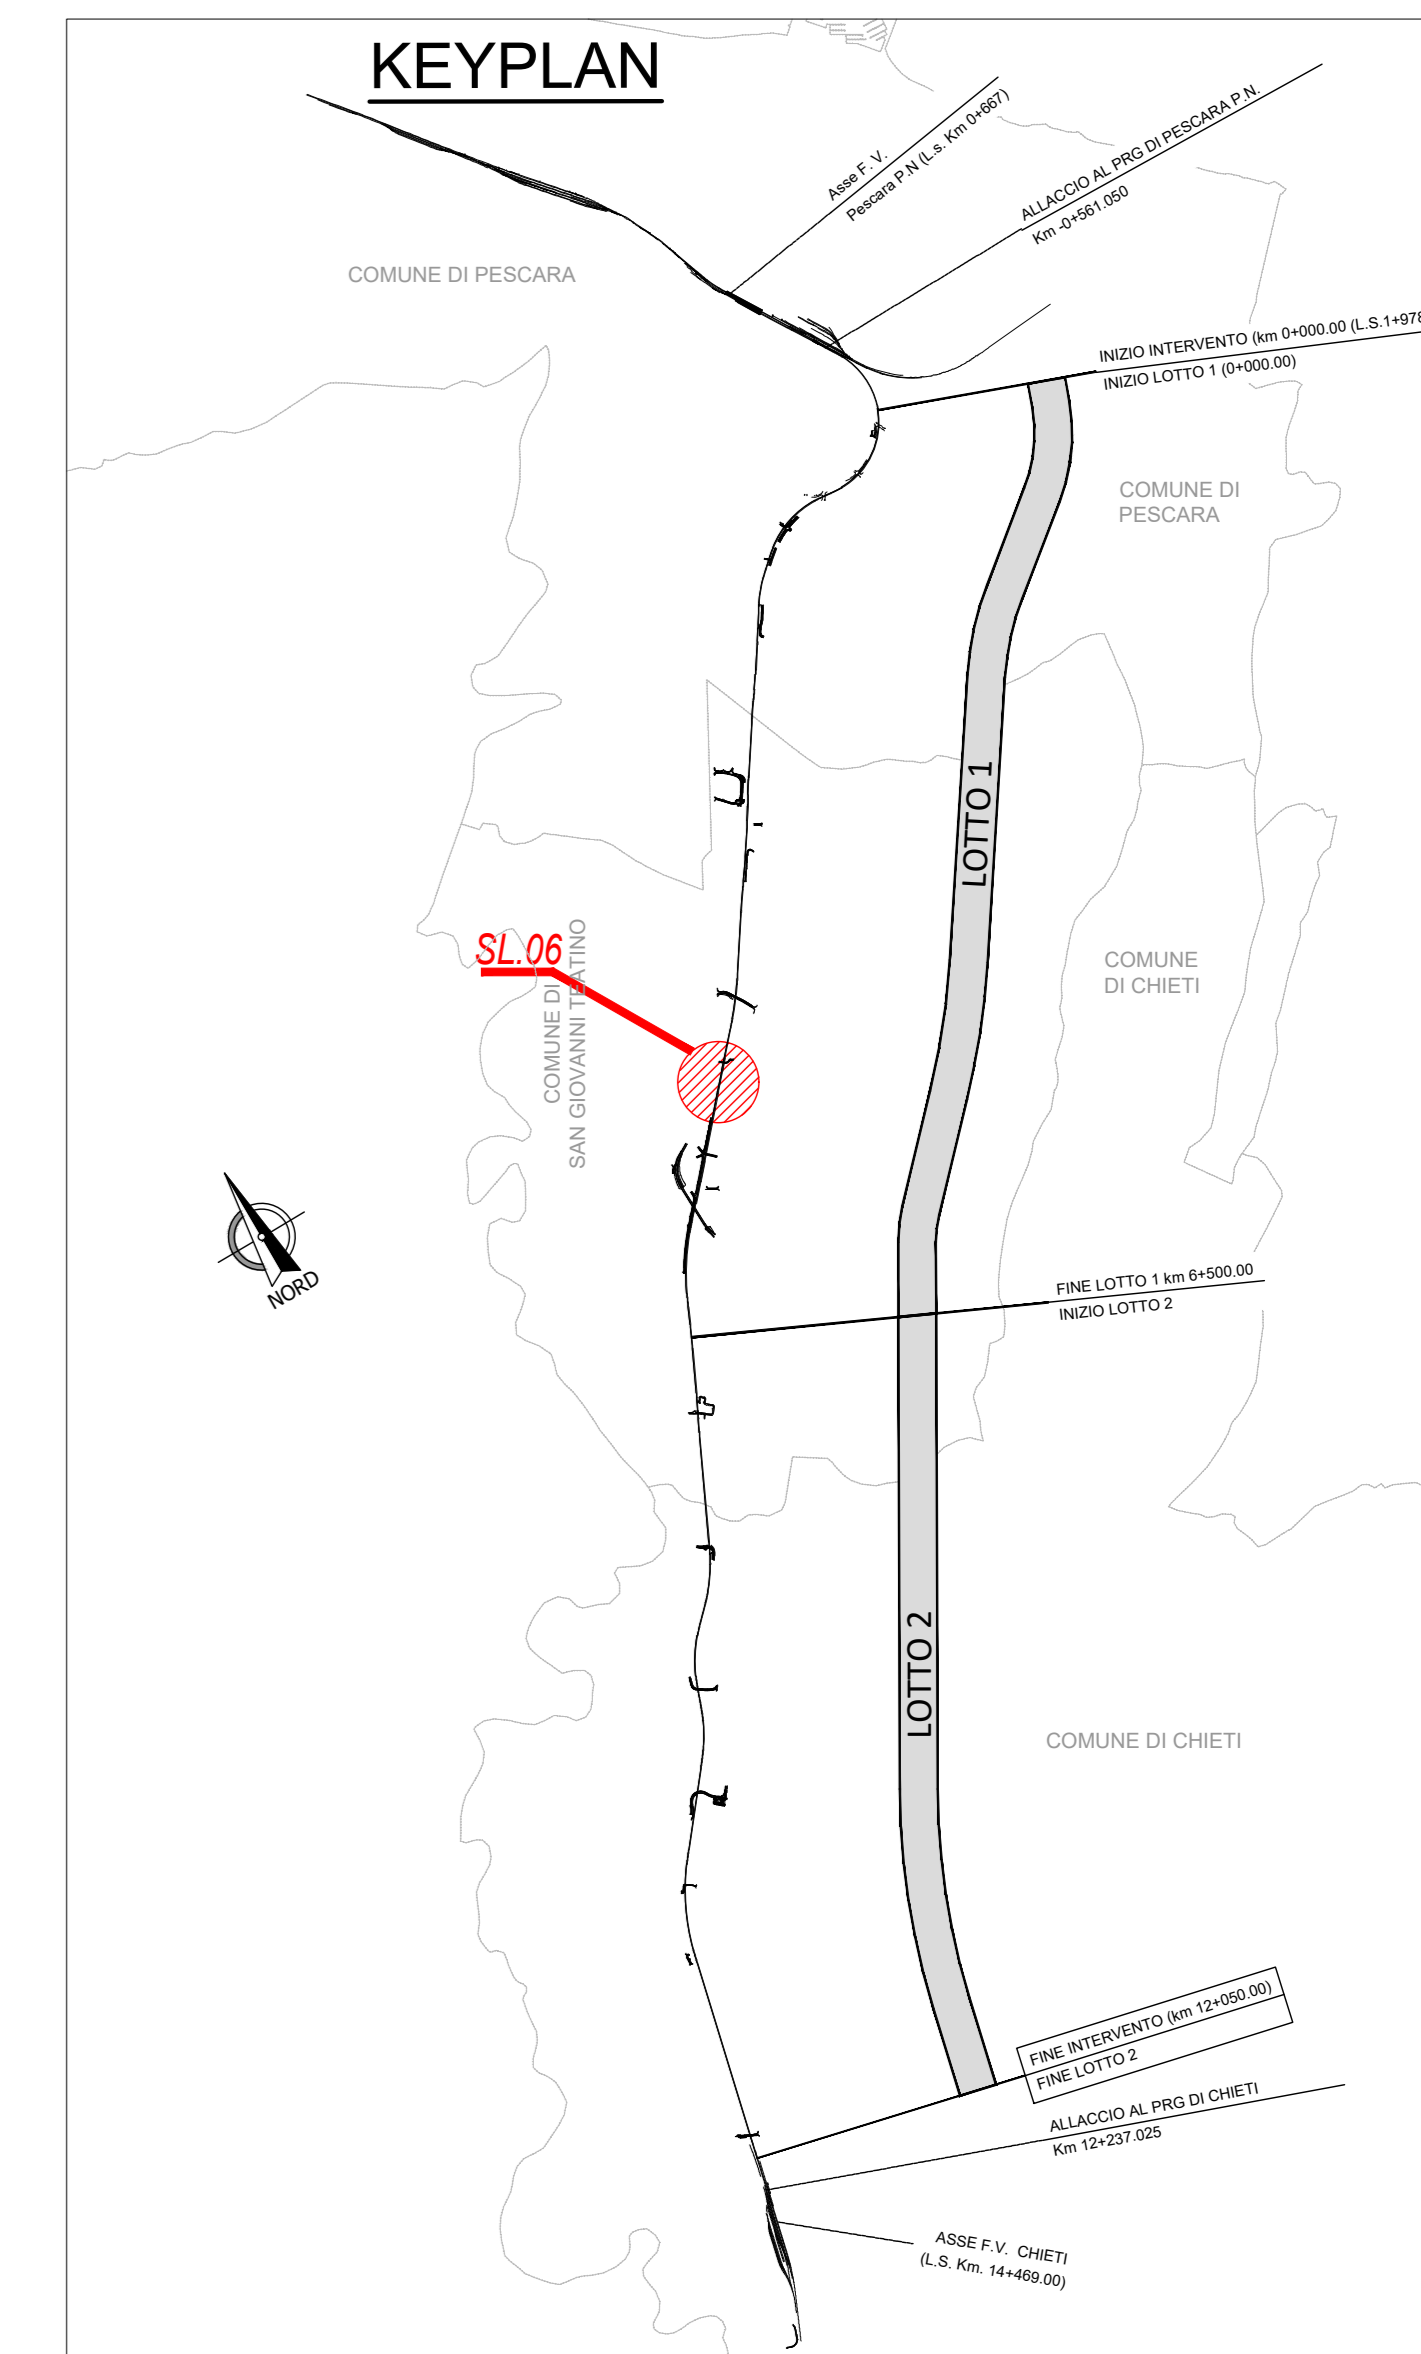 KEYPLAN
Asse F. V.
Pescara P.N (L.s. Km 0+667)
ALLACCIO AL PRG DI PESCARA P.N.
Km -0+561.050
COMUNE DI PESCARA
INIZIO INTERVENTO (km 0+000.00 (L.S.1+978
INIZIO LOTTO 1 (0+000.00)
COMUNE DI
PESCARA
LOTTO 1
SL.06
COMUNE DI
SAN GIOVANNI TEATINO
COMUNE
DI CHIETI
NORD
FINE LOTTO 1 km 6+500.00
INIZIO LOTTO 2
LOTTO 2
COMUNE DI CHIETI
FINE INTERVENTO (km 12+050.00)
FINE LOTTO 2
ALLACCIO AL PRG DI CHIETI
Km 12+237.025
ASSE F.V. CHIETI
(L.S. Km. 14+469.00)